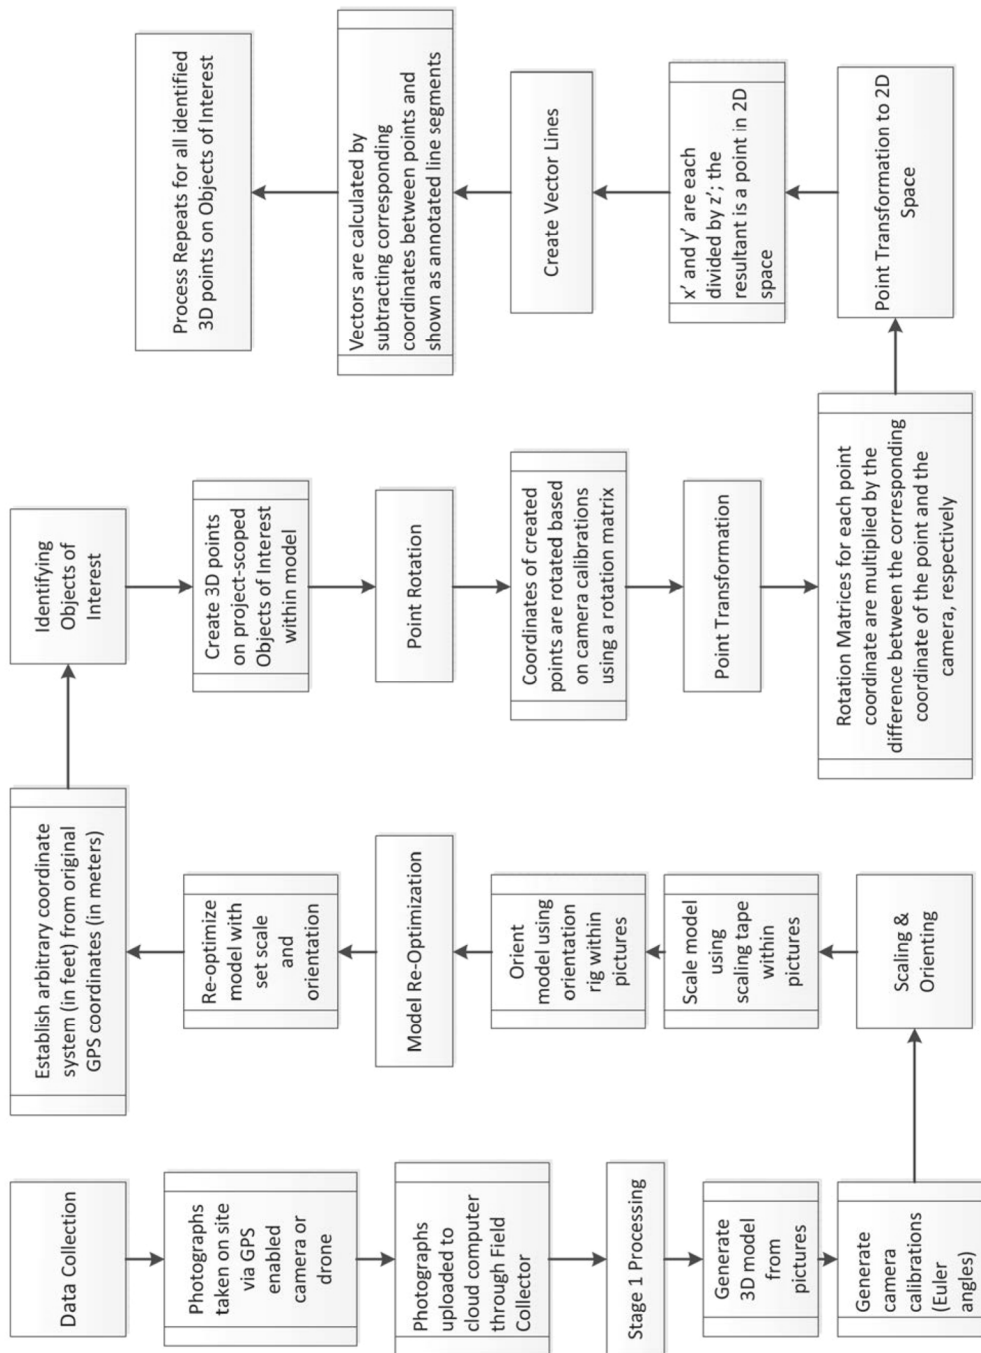 Data Collection
Photographs
taken on site
via GPS
enabled
camera or
drone
Photographs
uploaded to
cloud computer
through Field
Collector
Stage 1 Processing
Generate
3D model
from
pictures
Generate
camera
calibrations
(Euler
angles)
Scaling &
Orienting
Scale model
using
scaling tape
within
pictures
Orient
model using
orientation
rig within
pictures
Model Re-Optimization
Re-optimize
model with
set scale
and
orientation
Establish arbitrary coordinate
system (in feet) from original
GPS coordinates (in meters)
Identifying
Objects of
Interest
Create 3D points
on project-scoped
Objects of Interest
within model
Point Rotation
Coordinates of created
points are rotated based
on camera calibrations
using a rotation matrix
Point Transformation
Rotation Matrices for each point
coordinate are multiplied by the
difference between the corresponding
coordinate of the point and the
camera, respectively
Point Transformation to 2D
Space
x’ and y’ are each
divided by z’; the
resultant is a point in 2D
space
Create Vector Lines
Vectors are calculated by
subtracting corresponding
coordinates between points and
shown as annotated line segments
Process Repeats for all identified
3D points on Objects of Interest